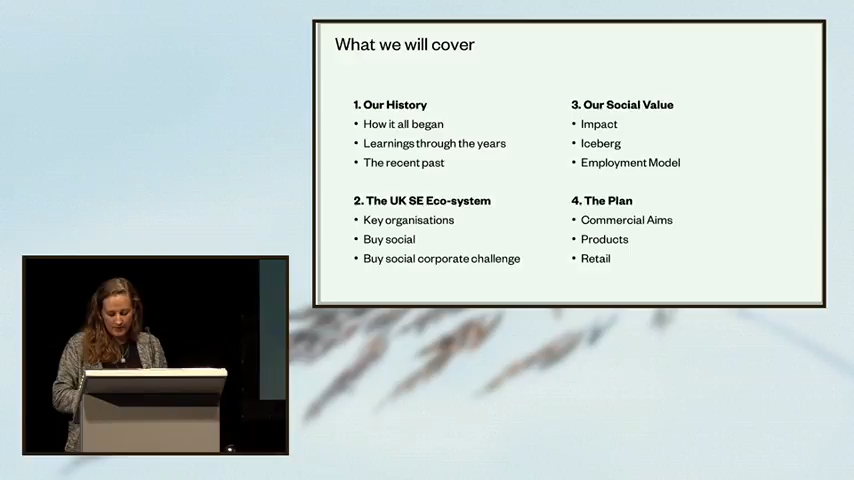 What we will cover
1. Our History
• How it all began
• Learnings through the years
• The recent past
2. The UK SE Eco-system
• Key organisations
• Buy social
• Buy social corporate challenge
3. Our Social Value
• Impact
• Iceberg
• Employment Model
4. The Plan
• Commercial Aims
• Products
• Retail